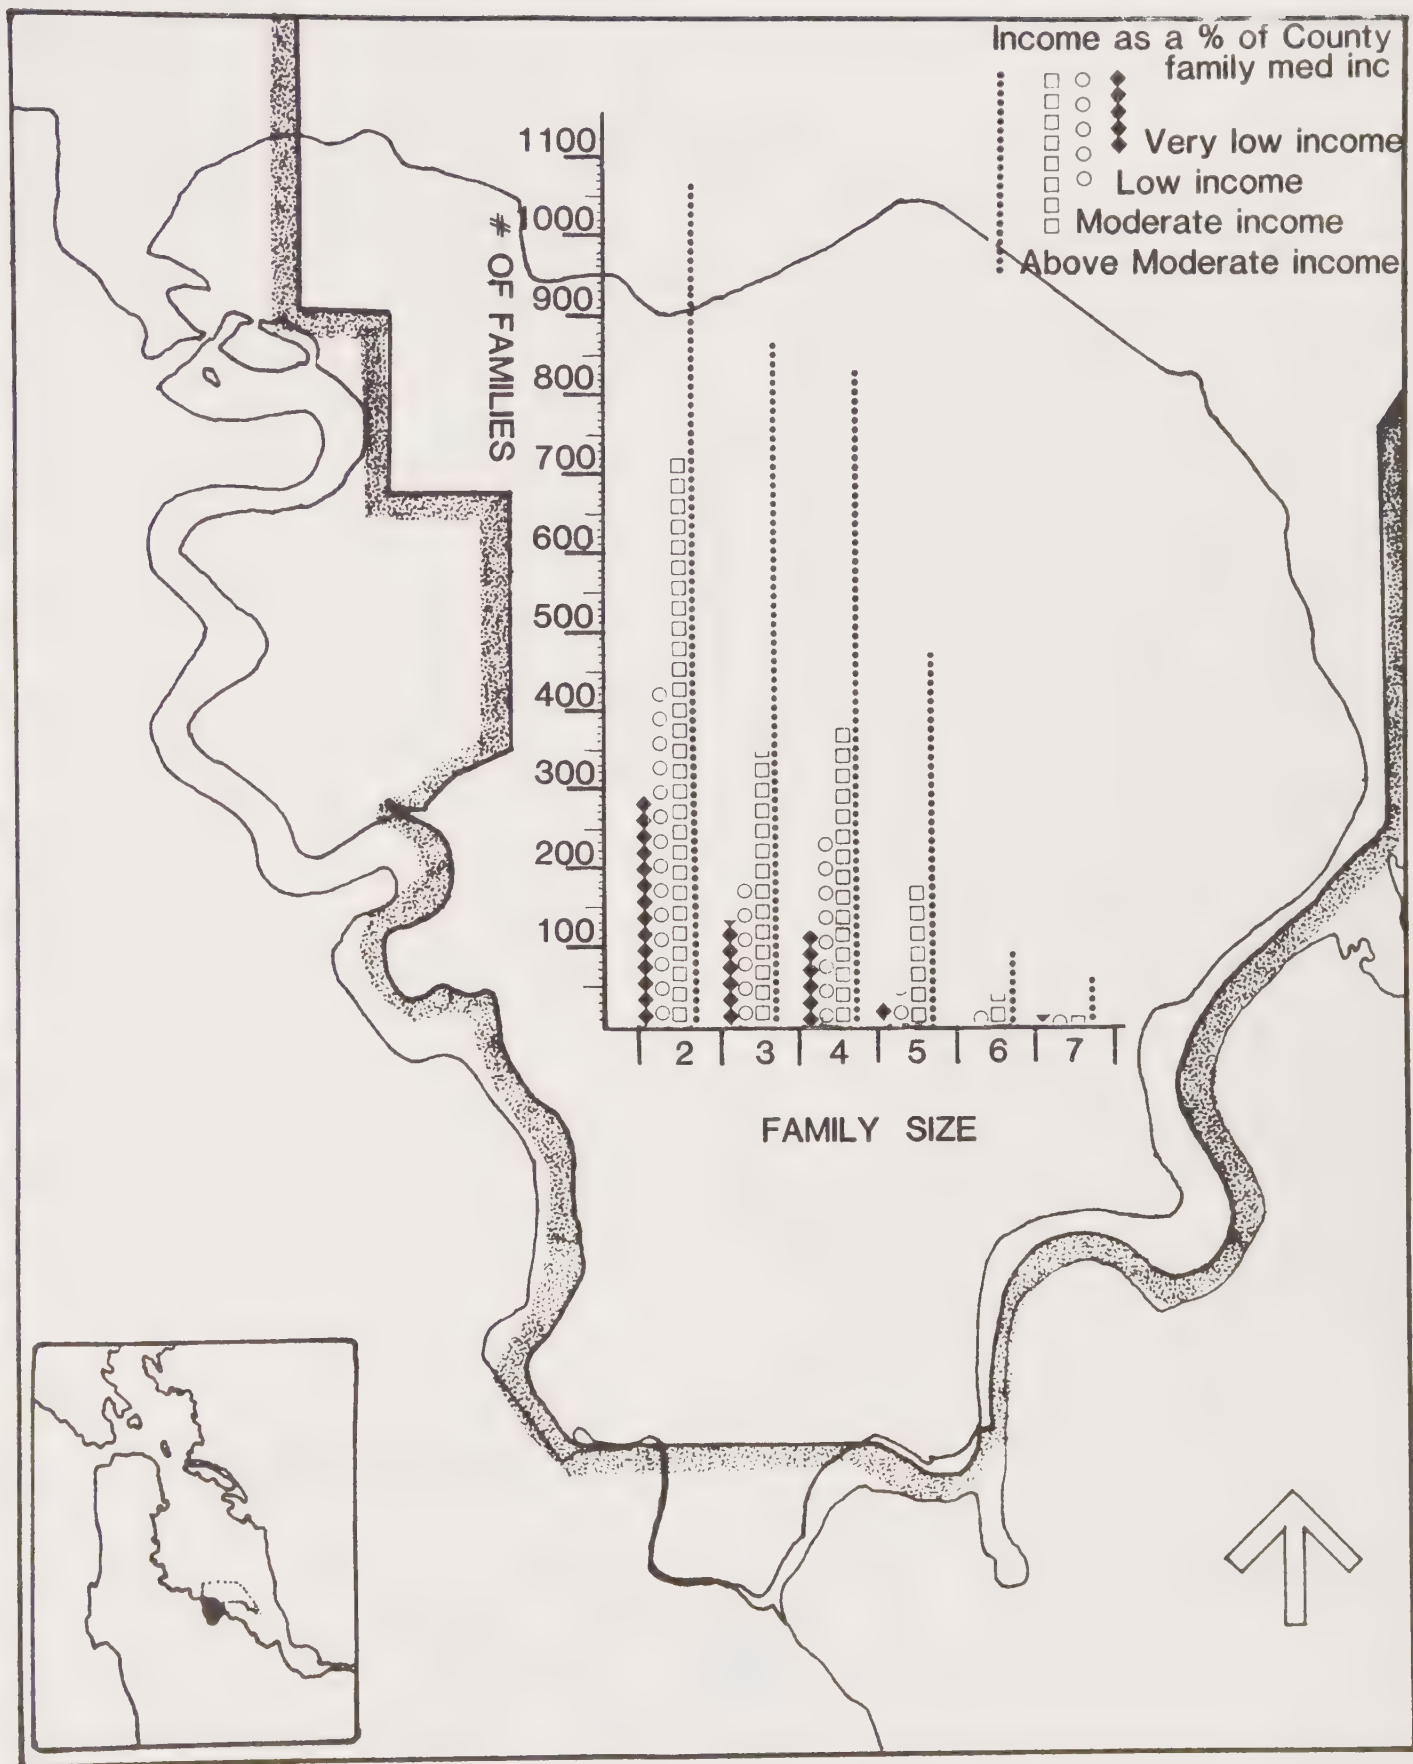 Income as a % of County
family med inc
Very low income
Low income
Moderate income
Above Moderate income
# OF FAMILIES
1100
1000
900
800
700
600
500
400
300
200
100
2 3 4 5 6 7
FAMILY SIZE